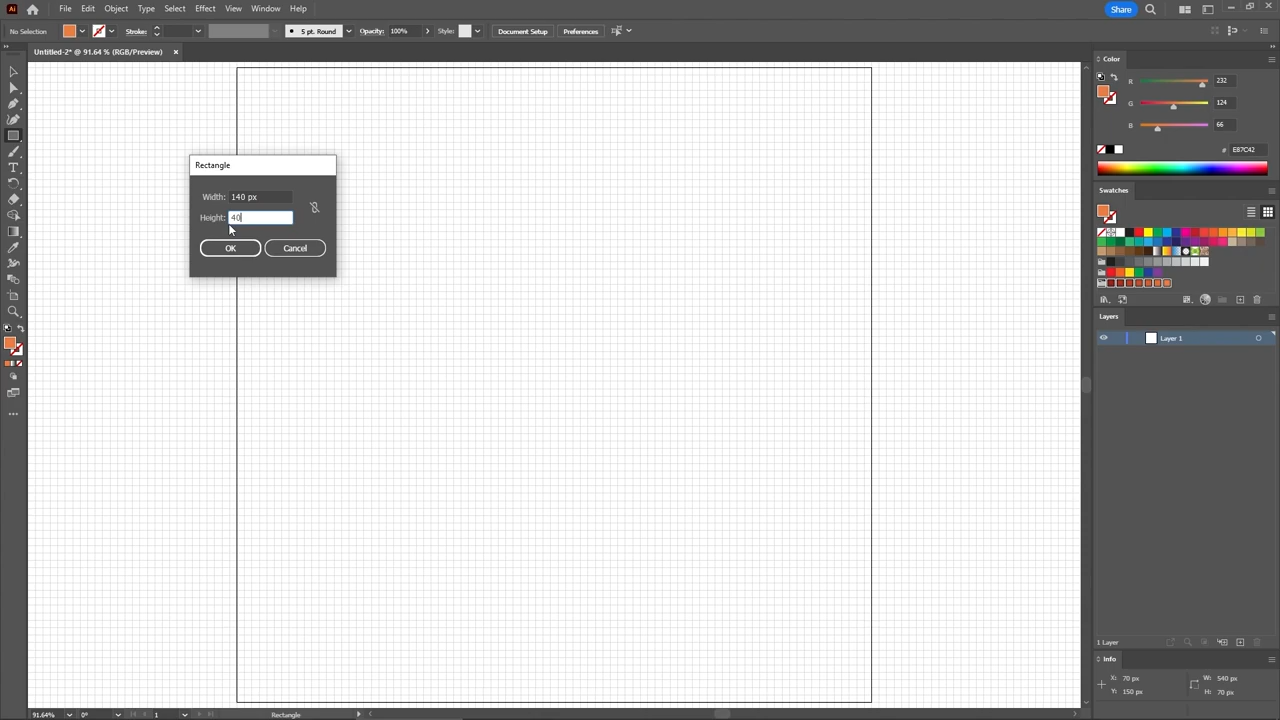 Ai File Edit Object Type Select Effect View Window Help Share
No Selection Stroke: 5 pt. Round Opacity: 100% Style: Document Setup Preferences
Untitled-2* @ 91.64 % (RGB/Preview) ×
Color
R 232
G 124
B 66
# E87C42
Rectangle
Width: 140 px
Height: 40
OK Cancel
Swatches
Layers
Layer 1
1 Layer
Info
X: 70 px W: 540 px
Y: 150 px H: 70 px
91.64% 0° 1 Rectangle